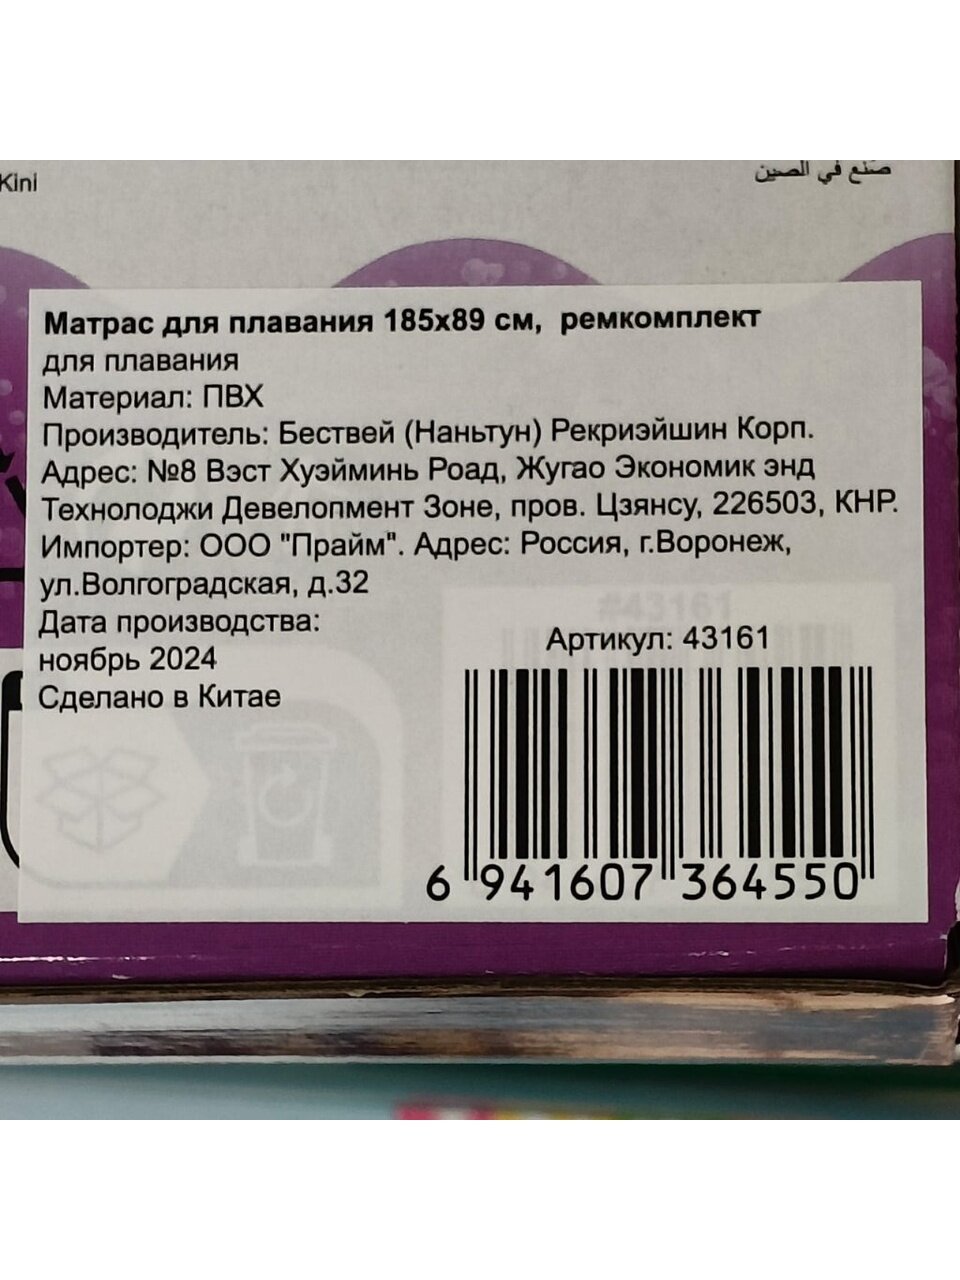 Kini
صنع في الصين
Матрас для плавания 185х89 см, ремкомплект
для плавания
Материал: ПВХ
Производитель: Бествей (Наньтун) Рекриэйшин Корп.
Адрес: №8 Вэст Хуэйминь Роад, Жугао Экономик энд
Технолоджи Девелопмент Зоне, пров. Цзянсу, 226503, КНР.
Импортер: ООО "Прайм". Адрес: Россия, г.Воронеж,
ул.Волгоградская, д.32
Дата производства:
ноябрь 2024
Сделано в Китае
#43161
Артикул: 43161
6 941607 364550